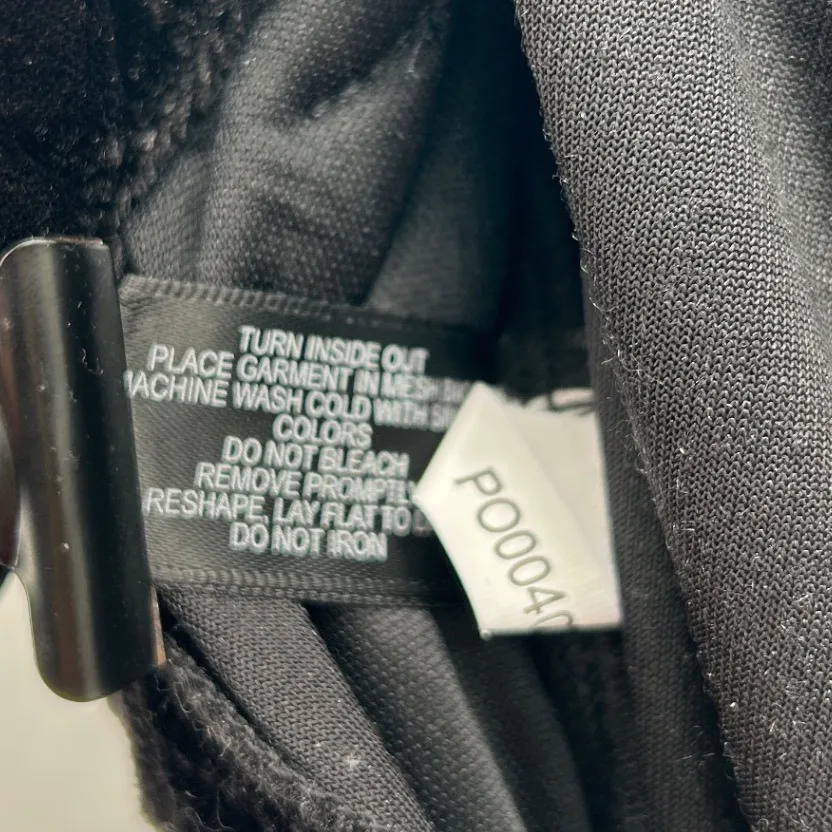 TURN INSIDE OUT
PLACE GARMENT IN MESH
MACHINE WASH COLD WITH
COLORS
DO NOT BLEACH
REMOVE PROMPTLY
RESHAPE. LAY FLAT TO
DO NOT IRON
PO004